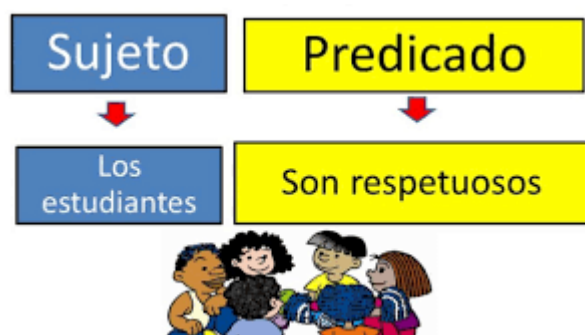 Sujeto
Predicado
Los
estudiantes
Son respetuosos